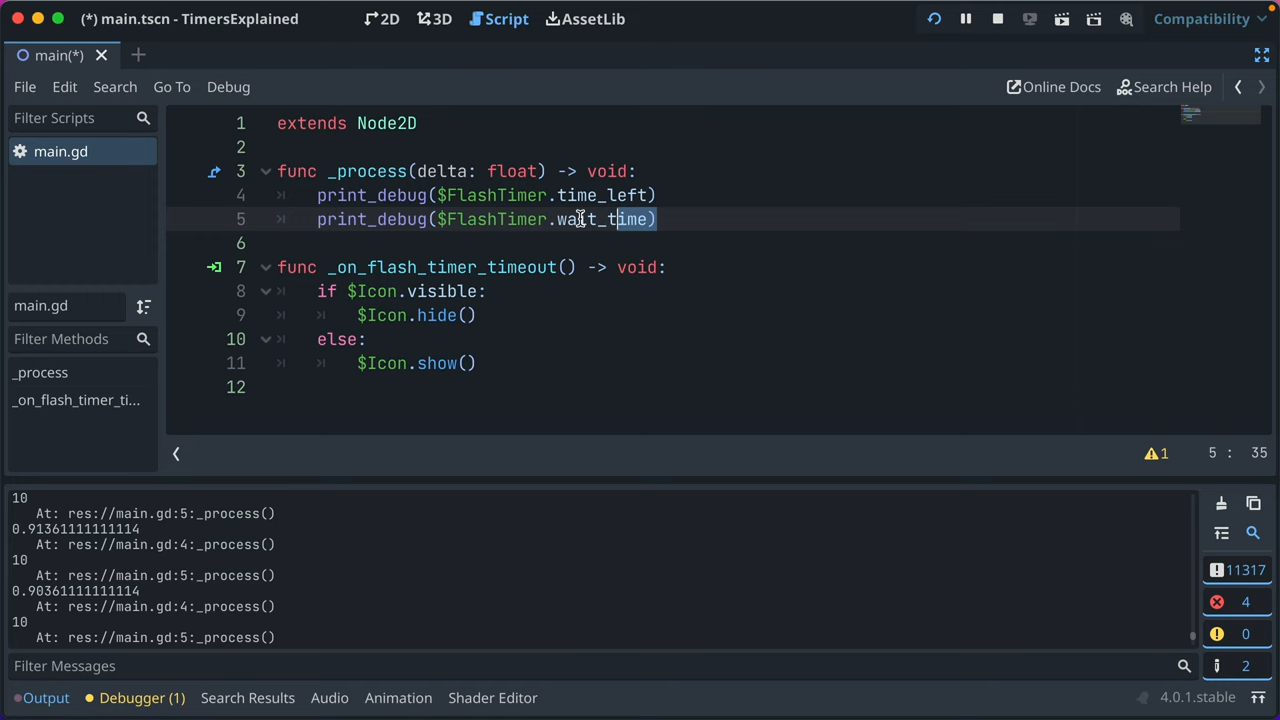 (*) main.tscn - TimersExplained
2D 3D Script AssetLib
Compatibility
main(*)
File Edit Search Go To Debug
Online Docs Search Help
Filter Scripts
main.gd
main.gd
Filter Methods
_process
_on_flash_timer_ti...
1 extends Node2D
2
3 func _process(delta: float) -> void:
4 print_debug($FlashTimer.time_left)
5 print_debug($FlashTimer.wait_time)
6
7 func _on_flash_timer_timeout() -> void:
8 if $Icon.visible:
9 $Icon.hide()
10 else:
11 $Icon.show()
12
1 5 : 35
10
At: res://main.gd:5:_process()
0.91361111111114
At: res://main.gd:4:_process()
10
At: res://main.gd:5:_process()
0.90361111111114
At: res://main.gd:4:_process()
10
At: res://main.gd:5:_process()
11317
4
0
2
Filter Messages
Output Debugger (1) Search Results Audio Animation Shader Editor
4.0.1.stable